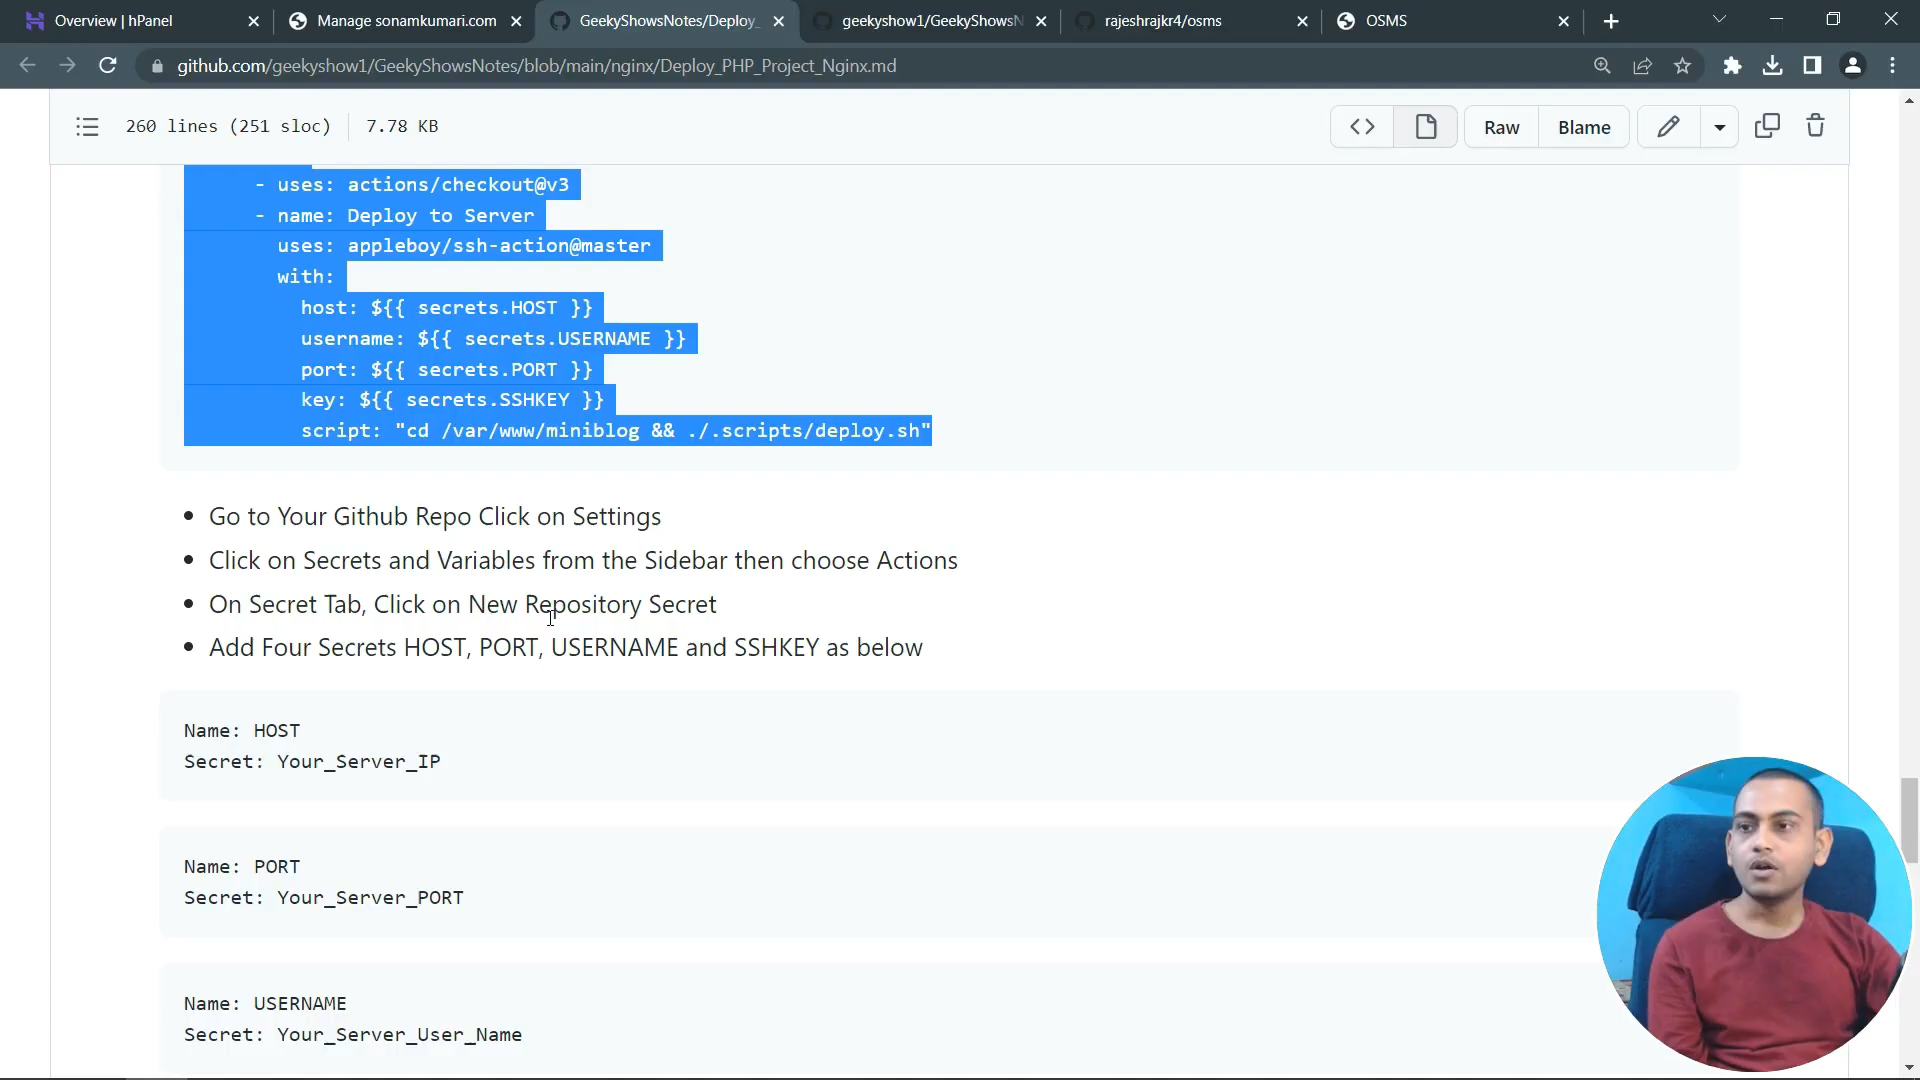 Overview | hPanel
Manage sonamkumari.com
GeekyShowsNotes/Deploy_
geekyshow1/GeekyShowsN
rajeshrajkr4/osms
OSMS
github.com/geekyshow1/GeekyShowsNotes/blob/main/nginx/Deploy_PHP_Project_Nginx.md
260 lines (251 sloc)
7.78 KB
Raw
Blame
- uses: actions/checkout@v3
- name: Deploy to Server
uses: appleboy/ssh-action@master
with:
host: ${{ secrets.HOST }}
username: ${{ secrets.USERNAME }}
port: ${{ secrets.PORT }}
key: ${{ secrets.SSHKEY }}
script: "cd /var/www/miniblog && ./.scripts/deploy.sh"
• Go to Your Github Repo Click on Settings
• Click on Secrets and Variables from the Sidebar then choose Actions
• On Secret Tab, Click on New Repository Secret
• Add Four Secrets HOST, PORT, USERNAME and SSHKEY as below
Name: HOST
Secret: Your_Server_IP
Name: PORT
Secret: Your_Server_PORT
Name: USERNAME
Secret: Your_Server_User_Name